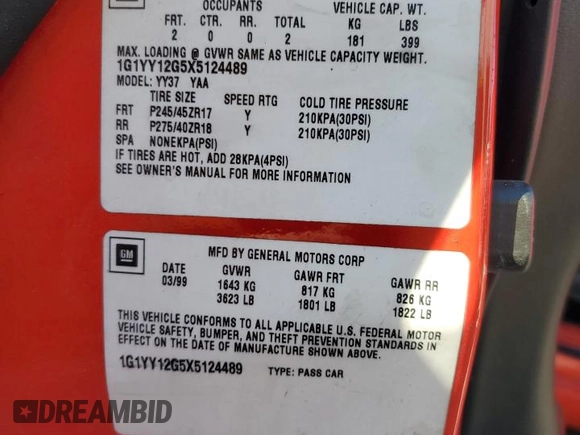 OCCUPANTS VEHICLE CAP. WT.
FRT. CTR. RR. TOTAL KG LBS
2 0 0 2 181 399
MAX. LOADING @ GVWR SAME AS VEHICLE CAPACITY WEIGHT.
1G1YY12G5X5124489
MODEL: YY37 YAA
TIRE SIZE SPEED RTG COLD TIRE PRESSURE
FRT P245/45ZR17 Y 210KPA(30PSI)
RR P275/40ZR18 Y 210KPA(30PSI)
SPA NONEKPA(PSI)
IF TIRES ARE HOT, ADD 28KPA(4PSI)
SEE OWNER'S MANUAL FOR MORE INFORMATION
GM
MFD BY GENERAL MOTORS CORP
DATE GVWR GAWR FRT GAWR RR
03/99 1643 KG 817 KG 826 KG
3623 LB 1801 LB 1822 LB
THIS VEHICLE CONFORMS TO ALL APPLICABLE U.S. FEDERAL MOTOR
VEHICLE SAFETY, BUMPER, AND THEFT PREVENTION STANDARDS IN
EFFECT ON THE DATE OF MANUFACTURE SHOWN ABOVE.
1G1YY12G5X5124489 TYPE: PASS CAR
DREAMBID